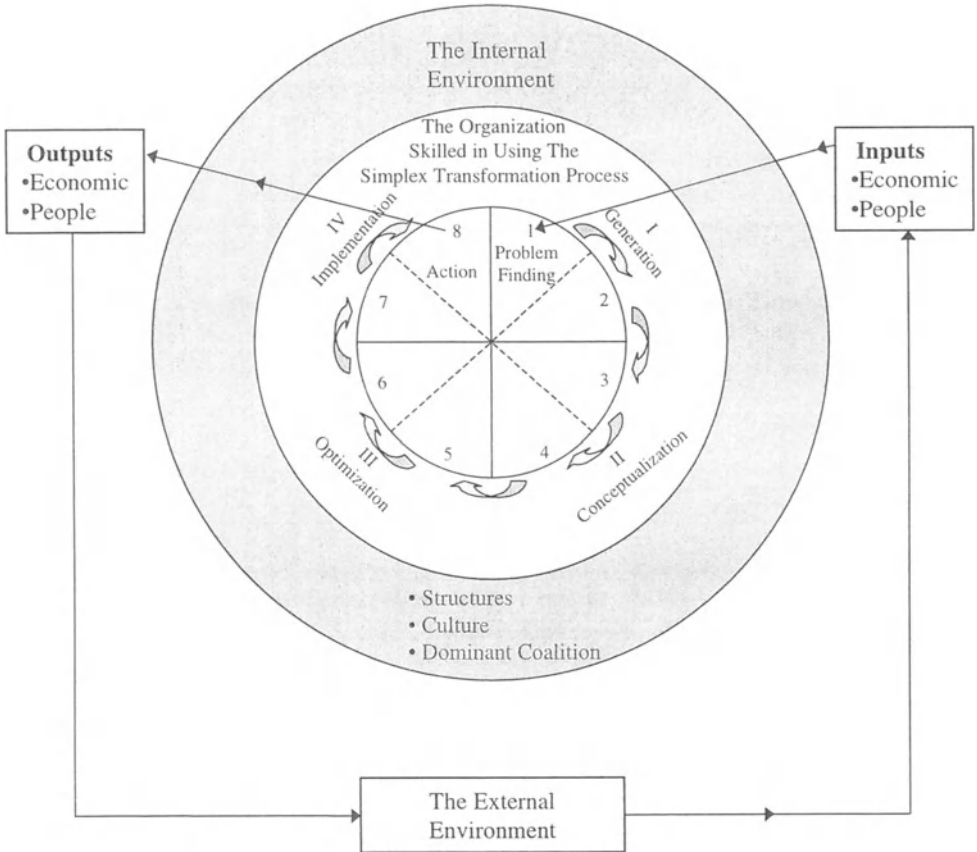 The Internal
Environment
The Organization
Skilled in Using The
Simplex Transformation Process
Outputs
•Economic
•People
Inputs
•Economic
•People
IV
Implementation
I
Generation
8
Action
1
Problem
Finding
7
2
6
3
5
4
III
Optimization
II
Conceptualization
• Structures
• Culture
• Dominant Coalition
The External
Environment